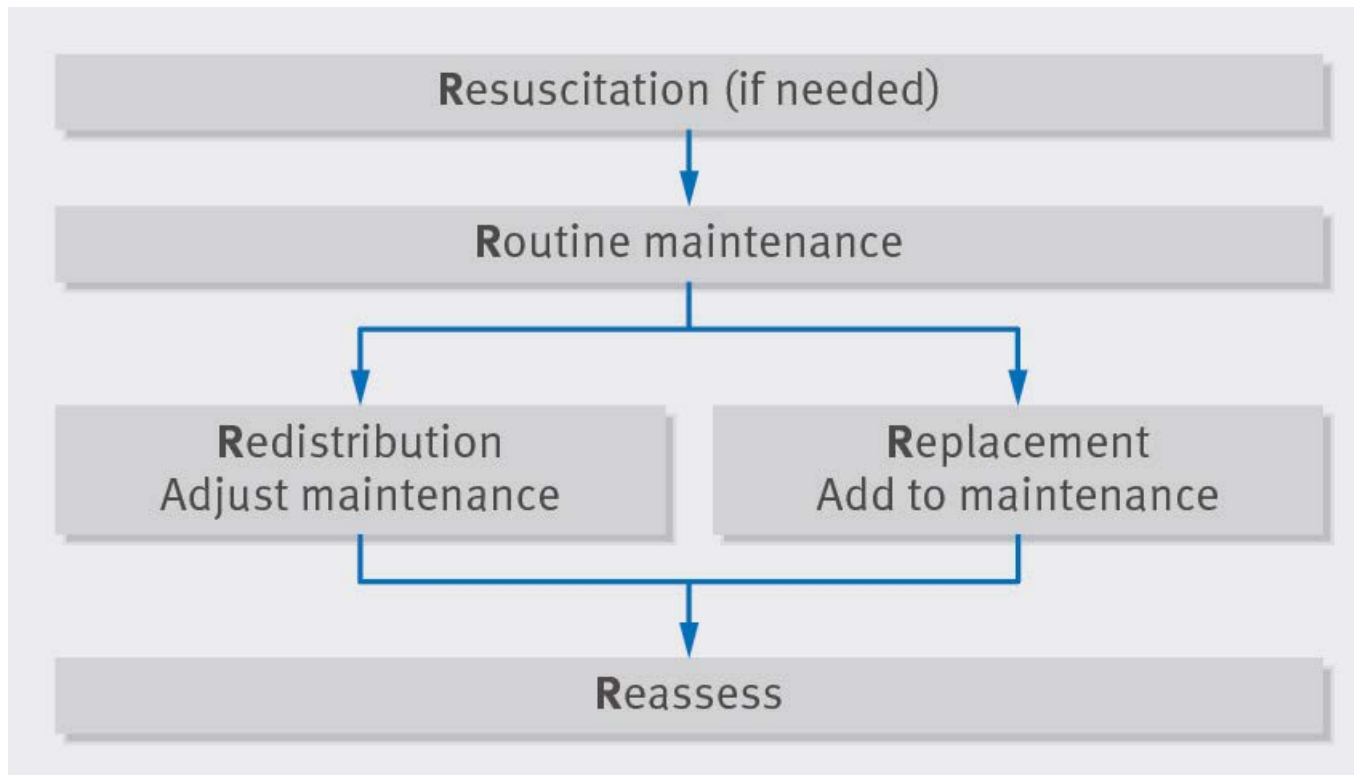 Resuscitation (if needed)
Routine maintenance
Redistribution
Adjust maintenance
Replacement
Add to maintenance
Reassess